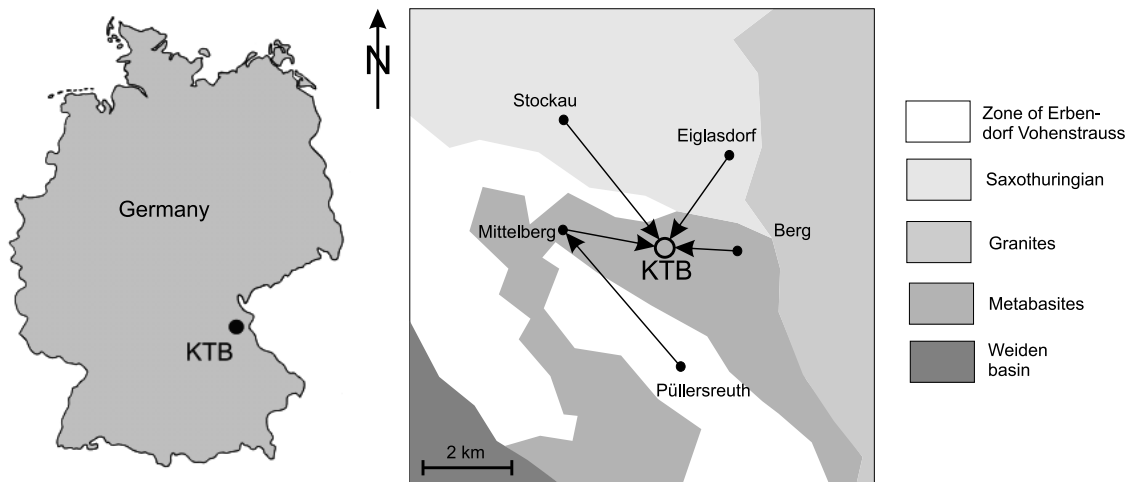 Germany
KTB
N
Stockau
Eiglasdorf
Mittelberg
Berg
KTB
Püllersreuth
2 km
Zone of Erben-
dorf Vohenstrauss
Saxothuringian
Granites
Metabasites
Weiden
basin